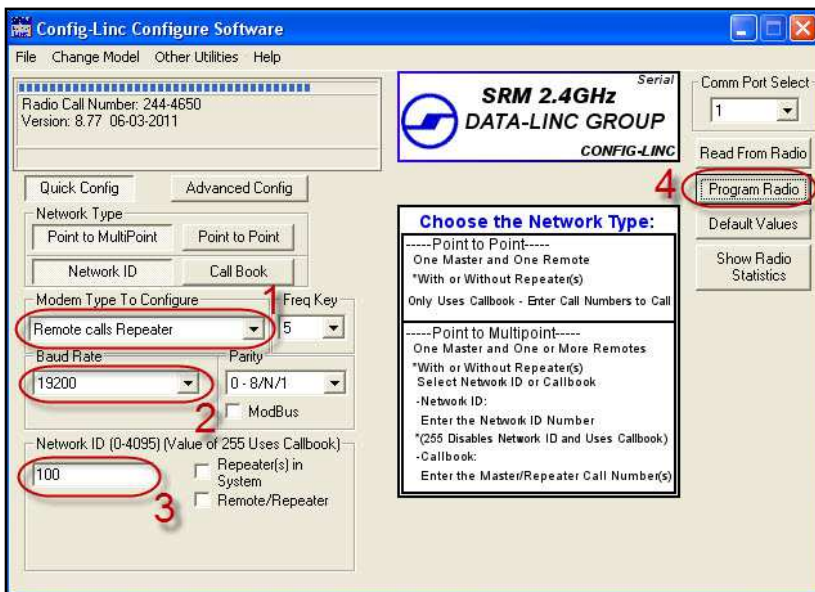 Config-Linc Configure Software
File Change Model Other Utilities Help
Radio Call Number: 244-4650
Version: 8.77 06-03-2011
Serial
SRM 2.4GHz
DATA-LINC GROUP
CONFIG-LINC
Comm Port Select
1
Read From Radio
4
Program Radio
Default Values
Show Radio
Statistics
Quick Config
Advanced Config
Network Type
Point to MultiPoint
Point to Point
Network ID
Call Book
Modem Type To Configure
1
Freq Key
Remote calls Repeater
5
Baud Rate
Parity
19200
0 - 8/N/1
2
ModBus
Network ID (0-4095) (Value of 255 Uses Callbook)
100
3
Repeater(s) in
System
Remote/Repeater
Choose the Network Type:
-----Point to Point-----
One Master and One Remote
*With or Without Repeater(s)
Only Uses Callbook - Enter Call Numbers to Call
-----Point to Multipoint-----
One Master and One or More Remotes
*With or Without Repeater(s)
Select Network ID or Callbook
-Network ID:
Enter the Network ID Number
*(255 Disables Network ID and Uses Callbook)
-Callbook:
Enter the Master/Repeater Call Number(s)